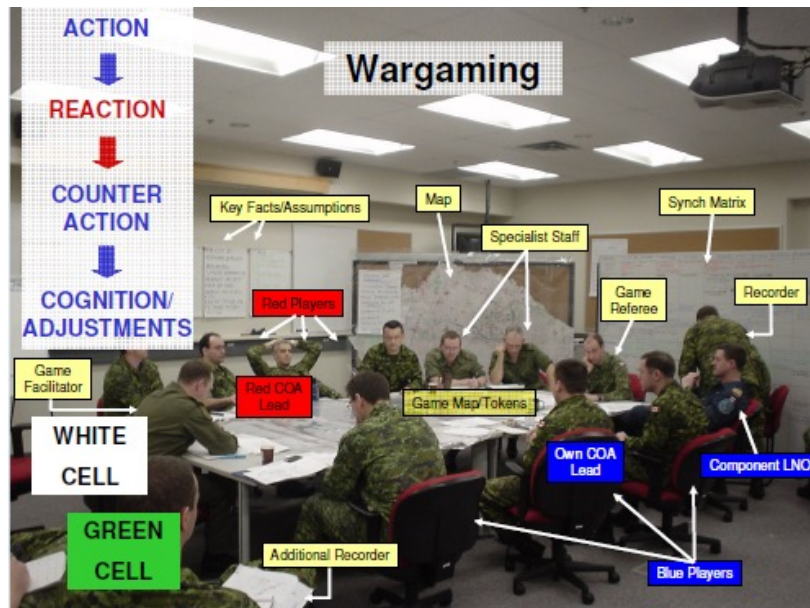 ACTION
REACTION
COUNTER
ACTION
COGNITION/
ADJUSTMENTS
Wargaming
Key Facts/Assumptions
Map
Specialist Staff
Synch Matrix
Red Players
Game
Referee
Recorder
Game
Facilitator
Red COA
Lead
Game Map/Tokens
WHITE
CELL
Own COA
Lead
Component LNO
GREEN
CELL
Additional Recorder
Blue Players